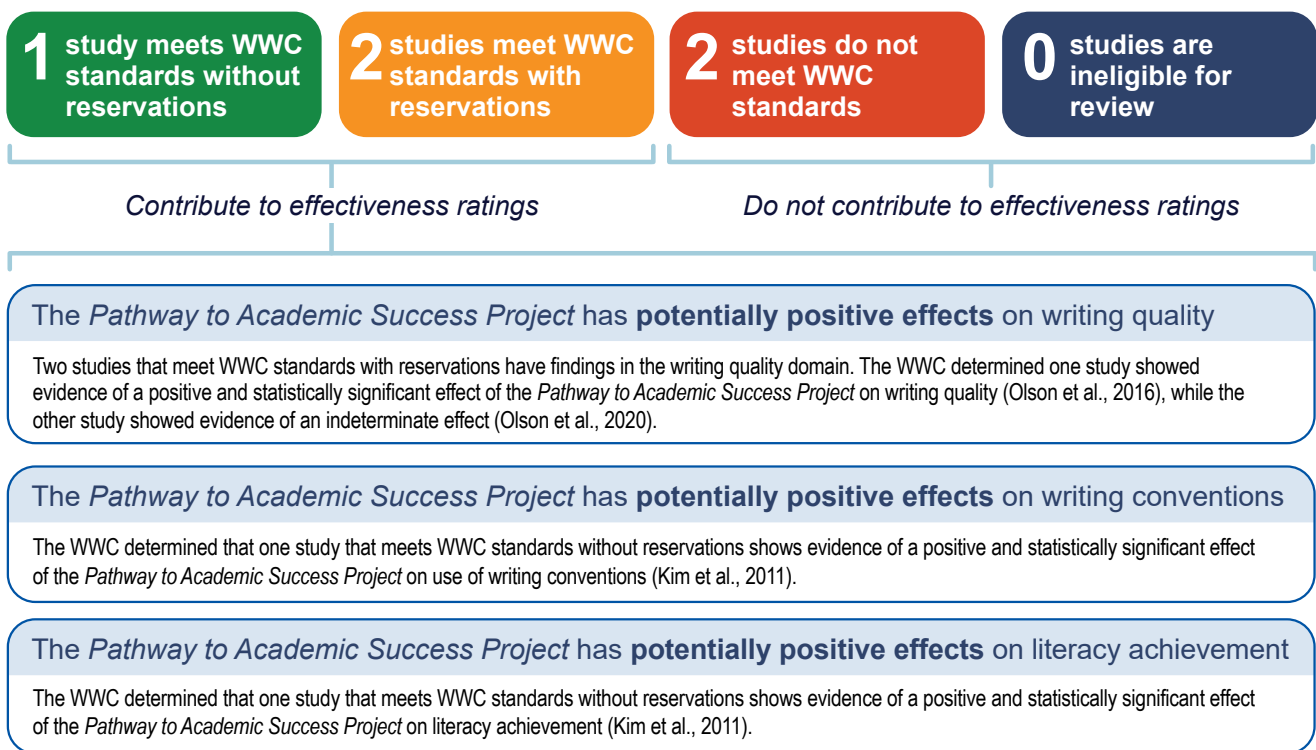 1 study meets WWC
standards without
reservations
2 studies meet WWC
standards with
reservations
2 studies do not
meet WWC
standards
0 studies are
ineligible for
review
Contribute to effectiveness ratings
Do not contribute to effectiveness ratings
The Pathway to Academic Success Project has potentially positive effects on writing quality
Two studies that meet WWC standards with reservations have findings in the writing quality domain. The WWC determined one study showed
evidence of a positive and statistically significant effect of the Pathway to Academic Success Project on writing quality (Olson et al., 2016), while the
other study showed evidence of an indeterminate effect (Olson et al., 2020).
The Pathway to Academic Success Project has potentially positive effects on writing conventions
The WWC determined that one study that meets WWC standards without reservations shows evidence of a positive and statistically significant effect
of the Pathway to Academic Success Project on use of writing conventions (Kim et al., 2011).
The Pathway to Academic Success Project has potentially positive effects on literacy achievement
The WWC determined that one study that meets WWC standards without reservations shows evidence of a positive and statistically significant effect
of the Pathway to Academic Success Project on literacy achievement (Kim et al., 2011).